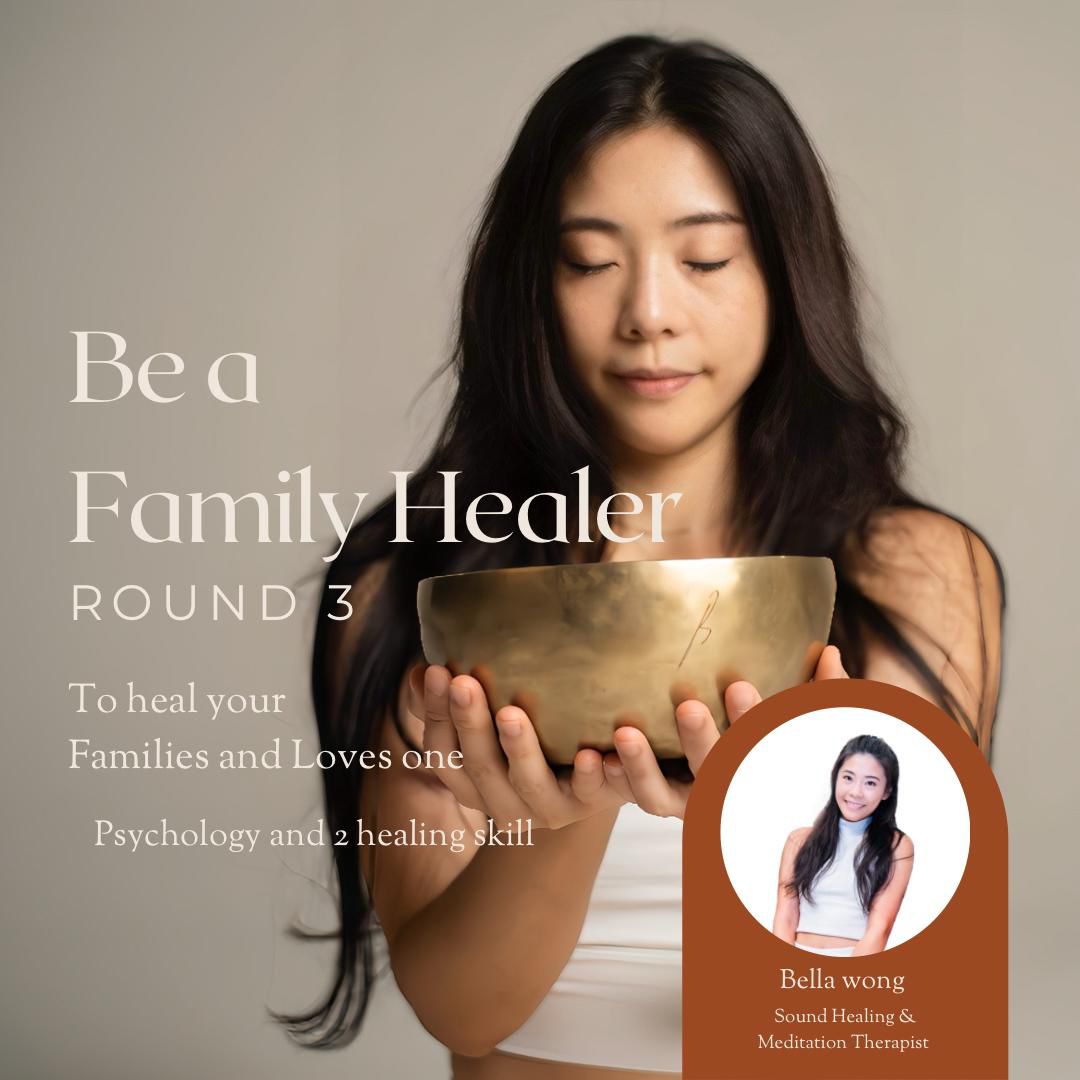 Be a
Family Healer
ROUND 3
To heal your
Families and Loves one
Psychology and 2 healing skill
Bella wong
Sound Healing &
Meditation Therapist